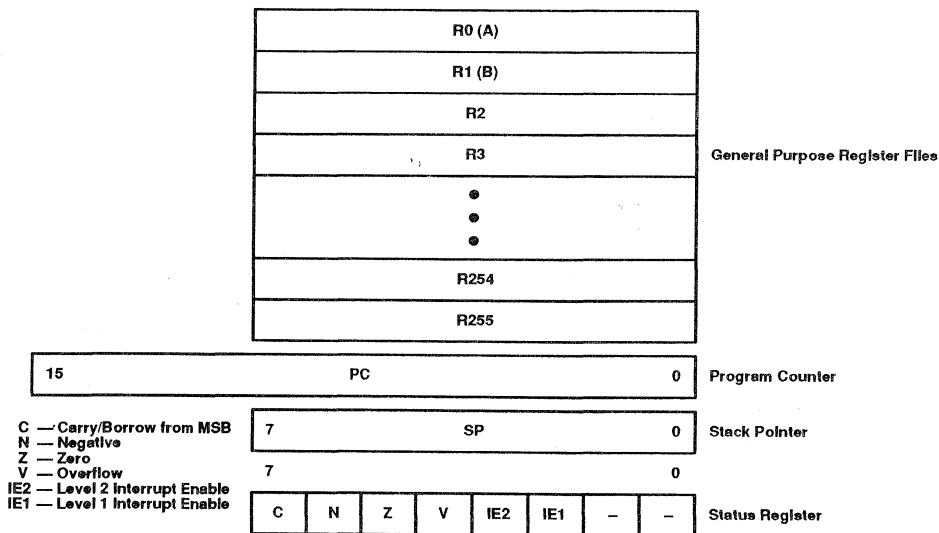 R0 (A)
R1 (B)
R2
R3
General Purpose Register Files
R254
R255
15 PC 0 Program Counter
7 SP 0 Stack Pointer
C — Carry/Borrow from MSB
N — Negative
Z — Zero
V — Overflow
IE2 — Level 2 Interrupt Enable
IE1 — Level 1 Interrupt Enable
7 0
C N Z V IE2 IE1 – – Status Register